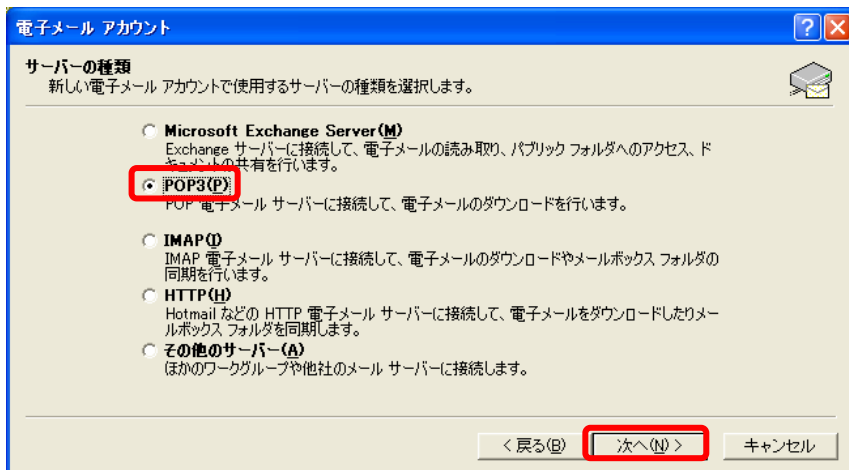 電子メール アカウント
サーバーの種類
新しい電子メール アカウントで使用するサーバーの種類を選択します。
Microsoft Exchange Server(M)
Exchange サーバーに接続して、電子メールの読み取り、パブリック フォルダへのアクセス、ド
キュメントの共有を行います。
POP3(P)
POP 電子メール サーバーに接続して、電子メールのダウンロードを行います。
IMAP(I)
IMAP 電子メール サーバーに接続して、電子メールのダウンロードやメールボックス フォルダの
同期を行います。
HTTP(H)
Hotmail などの HTTP 電子メール サーバーに接続して、電子メールをダウンロードしたりメー
ルボックス フォルダを同期します。
その他のサーバー(A)
ほかのワークグループや他社のメール サーバーに接続します。
< 戻る(B) 次へ(N) > キャンセル